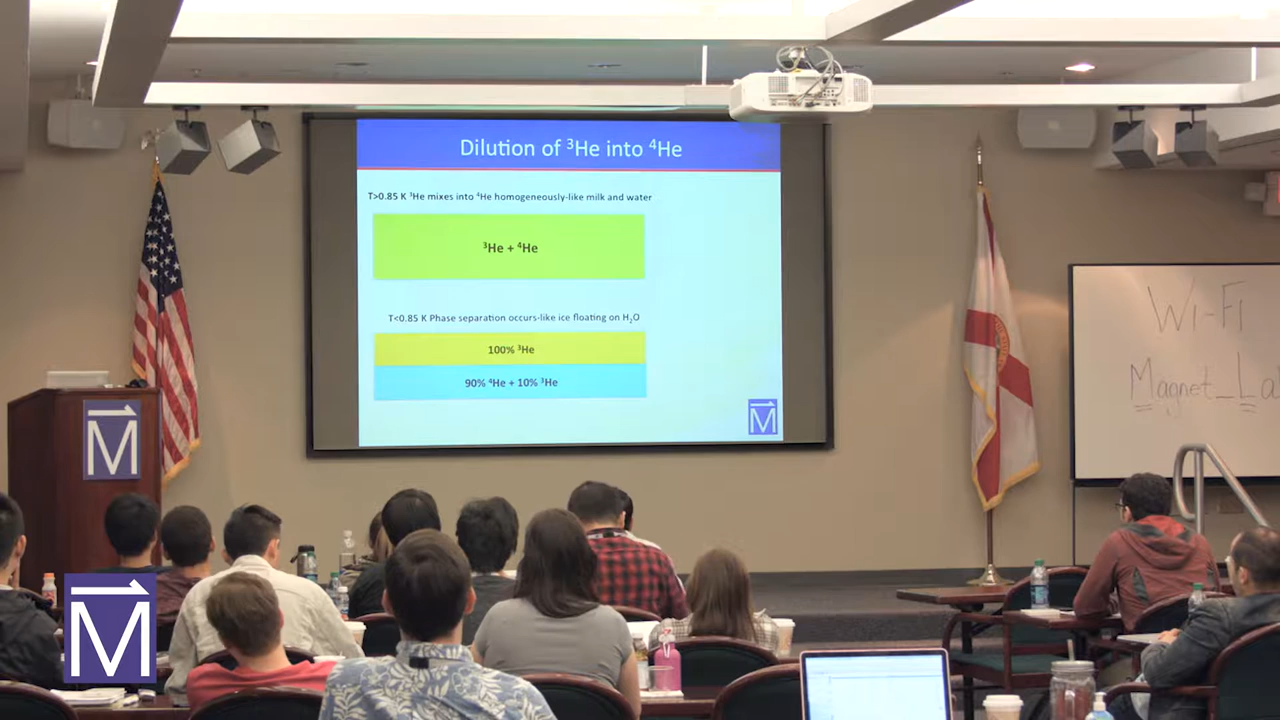 Dilution of ³He into ⁴He
T>0.85 K ³He mixes into ⁴He homogeneously-like milk and water
³He + ⁴He
T<0.85 K Phase separation occurs-like ice floating on H₂O
100% ³He
90% ⁴He + 10% ³He
M
Wi-Fi
Magnet_La
M
M